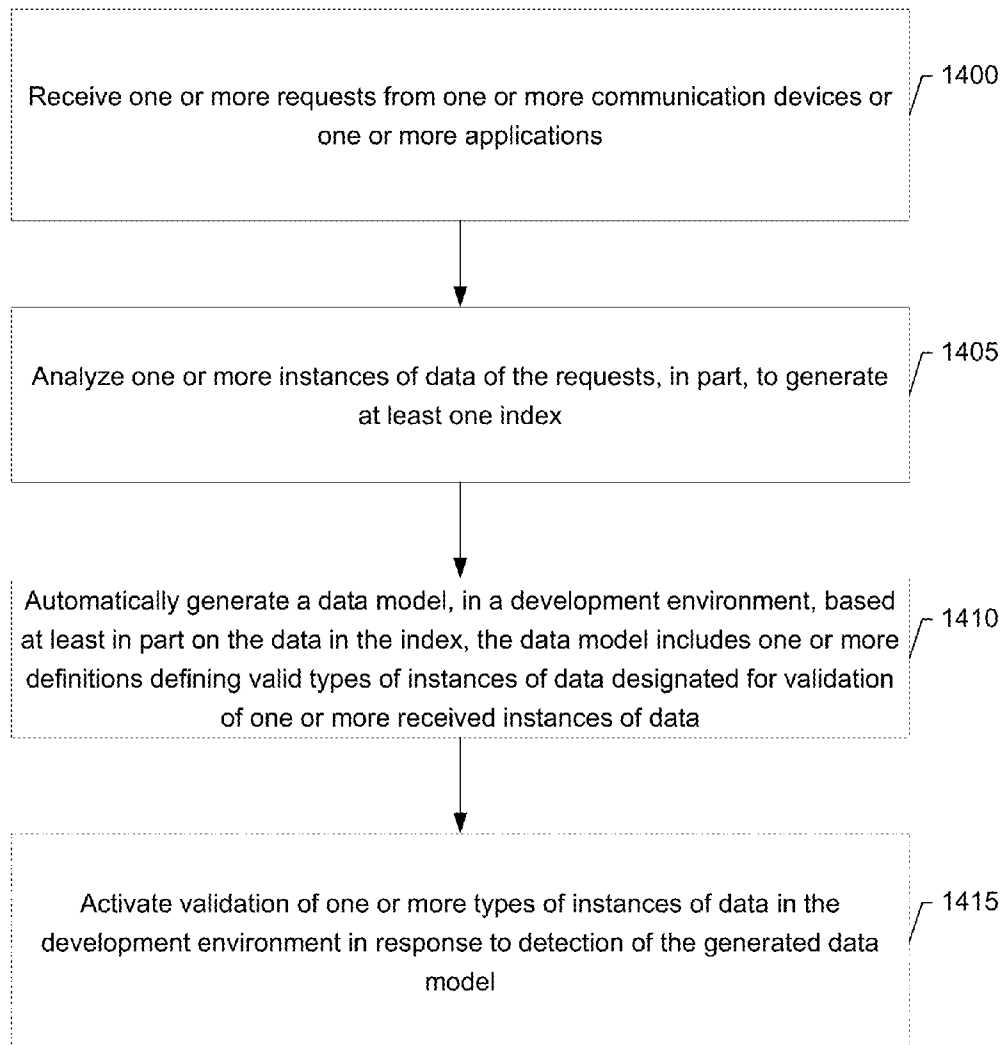 Receive one or more requests from one or more communication devices or
one or more applications
1400
Analyze one or more instances of data of the requests, in part, to generate
at least one index
1405
Automatically generate a data model, in a development environment, based
at least in part on the data in the index, the data model includes one or more
definitions defining valid types of instances of data designated for validation
of one or more received instances of data
1410
Activate validation of one or more types of instances of data in the
development environment in response to detection of the generated data
model
1415